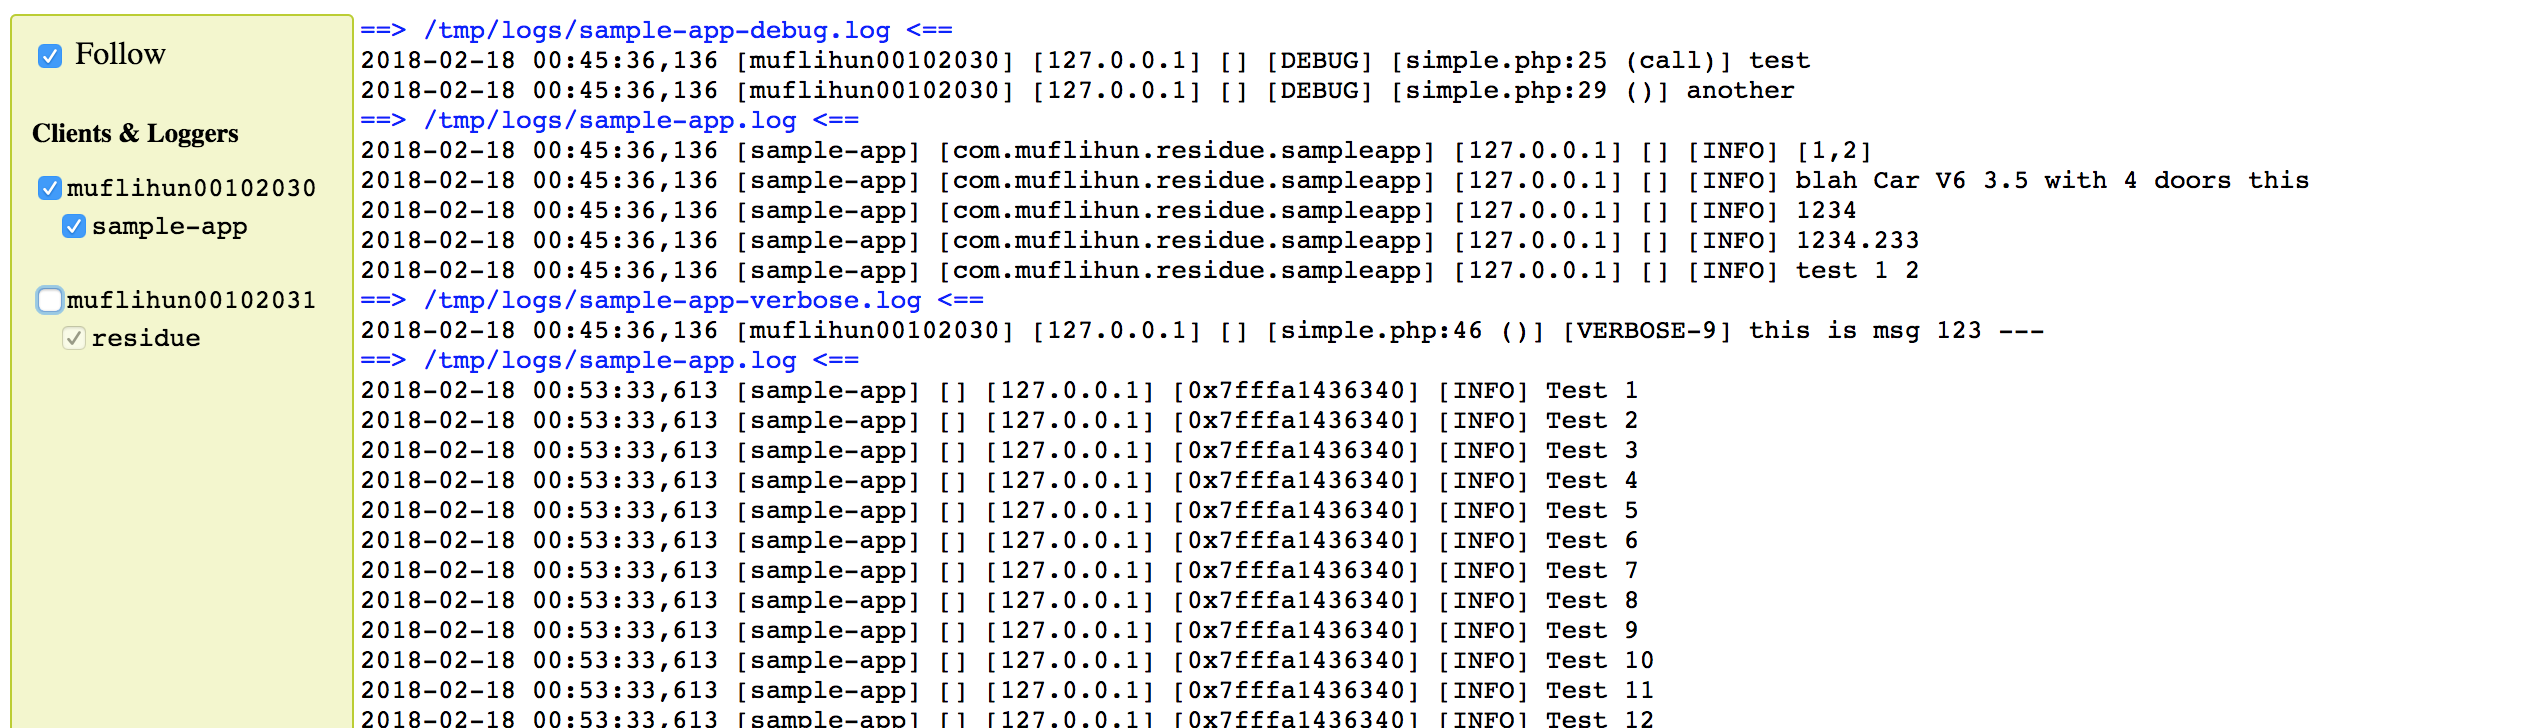 Follow
Clients & Loggers
muflihun00102030
sample-app
muflihun00102031
residue
==> /tmp/logs/sample-app-debug.log <==
2018-02-18 00:45:36,136 [muflihun00102030] [127.0.0.1] [] [DEBUG] [simple.php:25 (call)] test
2018-02-18 00:45:36,136 [muflihun00102030] [127.0.0.1] [] [DEBUG] [simple.php:29 ()] another
==> /tmp/logs/sample-app.log <==
2018-02-18 00:45:36,136 [sample-app] [com.muflihun.residue.sampleapp] [127.0.0.1] [] [INFO] [1,2]
2018-02-18 00:45:36,136 [sample-app] [com.muflihun.residue.sampleapp] [127.0.0.1] [] [INFO] blah Car V6 3.5 with 4 doors this
2018-02-18 00:45:36,136 [sample-app] [com.muflihun.residue.sampleapp] [127.0.0.1] [] [INFO] 1234
2018-02-18 00:45:36,136 [sample-app] [com.muflihun.residue.sampleapp] [127.0.0.1] [] [INFO] 1234.233
2018-02-18 00:45:36,136 [sample-app] [com.muflihun.residue.sampleapp] [127.0.0.1] [] [INFO] test 1 2
==> /tmp/logs/sample-app-verbose.log <==
2018-02-18 00:45:36,136 [muflihun00102030] [127.0.0.1] [] [simple.php:46 ()] [VERBOSE-9] this is msg 123 ---
==> /tmp/logs/sample-app.log <==
2018-02-18 00:53:33,613 [sample-app] [] [127.0.0.1] [0x7fffa1436340] [INFO] Test 1
2018-02-18 00:53:33,613 [sample-app] [] [127.0.0.1] [0x7fffa1436340] [INFO] Test 2
2018-02-18 00:53:33,613 [sample-app] [] [127.0.0.1] [0x7fffa1436340] [INFO] Test 3
2018-02-18 00:53:33,613 [sample-app] [] [127.0.0.1] [0x7fffa1436340] [INFO] Test 4
2018-02-18 00:53:33,613 [sample-app] [] [127.0.0.1] [0x7fffa1436340] [INFO] Test 5
2018-02-18 00:53:33,613 [sample-app] [] [127.0.0.1] [0x7fffa1436340] [INFO] Test 6
2018-02-18 00:53:33,613 [sample-app] [] [127.0.0.1] [0x7fffa1436340] [INFO] Test 7
2018-02-18 00:53:33,613 [sample-app] [] [127.0.0.1] [0x7fffa1436340] [INFO] Test 8
2018-02-18 00:53:33,613 [sample-app] [] [127.0.0.1] [0x7fffa1436340] [INFO] Test 9
2018-02-18 00:53:33,613 [sample-app] [] [127.0.0.1] [0x7fffa1436340] [INFO] Test 10
2018-02-18 00:53:33,613 [sample-app] [] [127.0.0.1] [0x7fffa1436340] [INFO] Test 11
2018-02-18 00:53:33,613 [sample-app] [] [127.0.0.1] [0x7fffa1436340] [INFO] Test 12